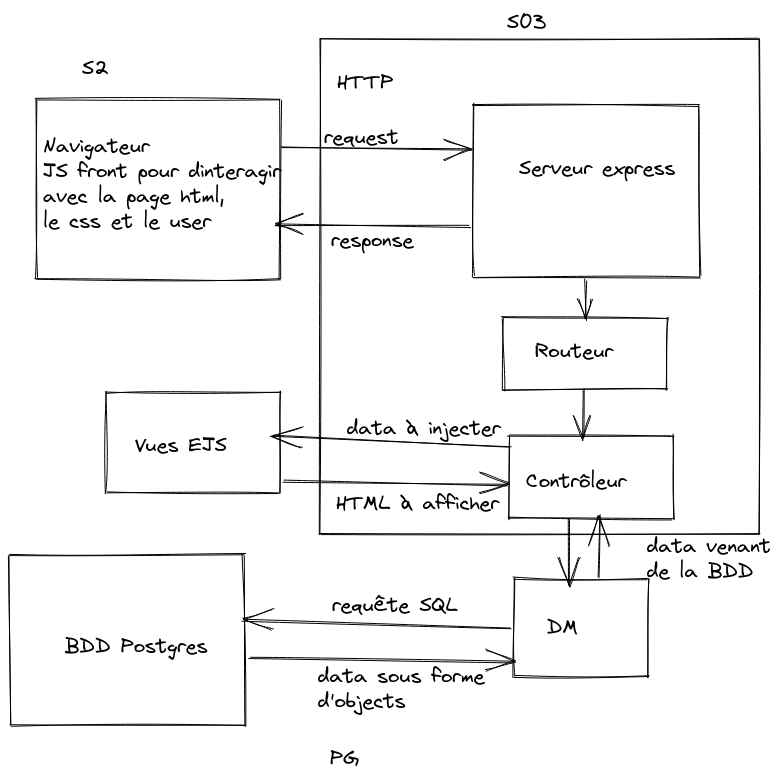 S03
S2
HTTP
Navigateur
JS front pour dinteragir
avec la page html,
le css et le user
request
Serveur express
response
Routeur
data à injecter
Vues EJS
Contrôleur
HTML à afficher
data venant
de la BDD
requête SQL
DM
BDD Postgres
data sous forme
d'objects
PG